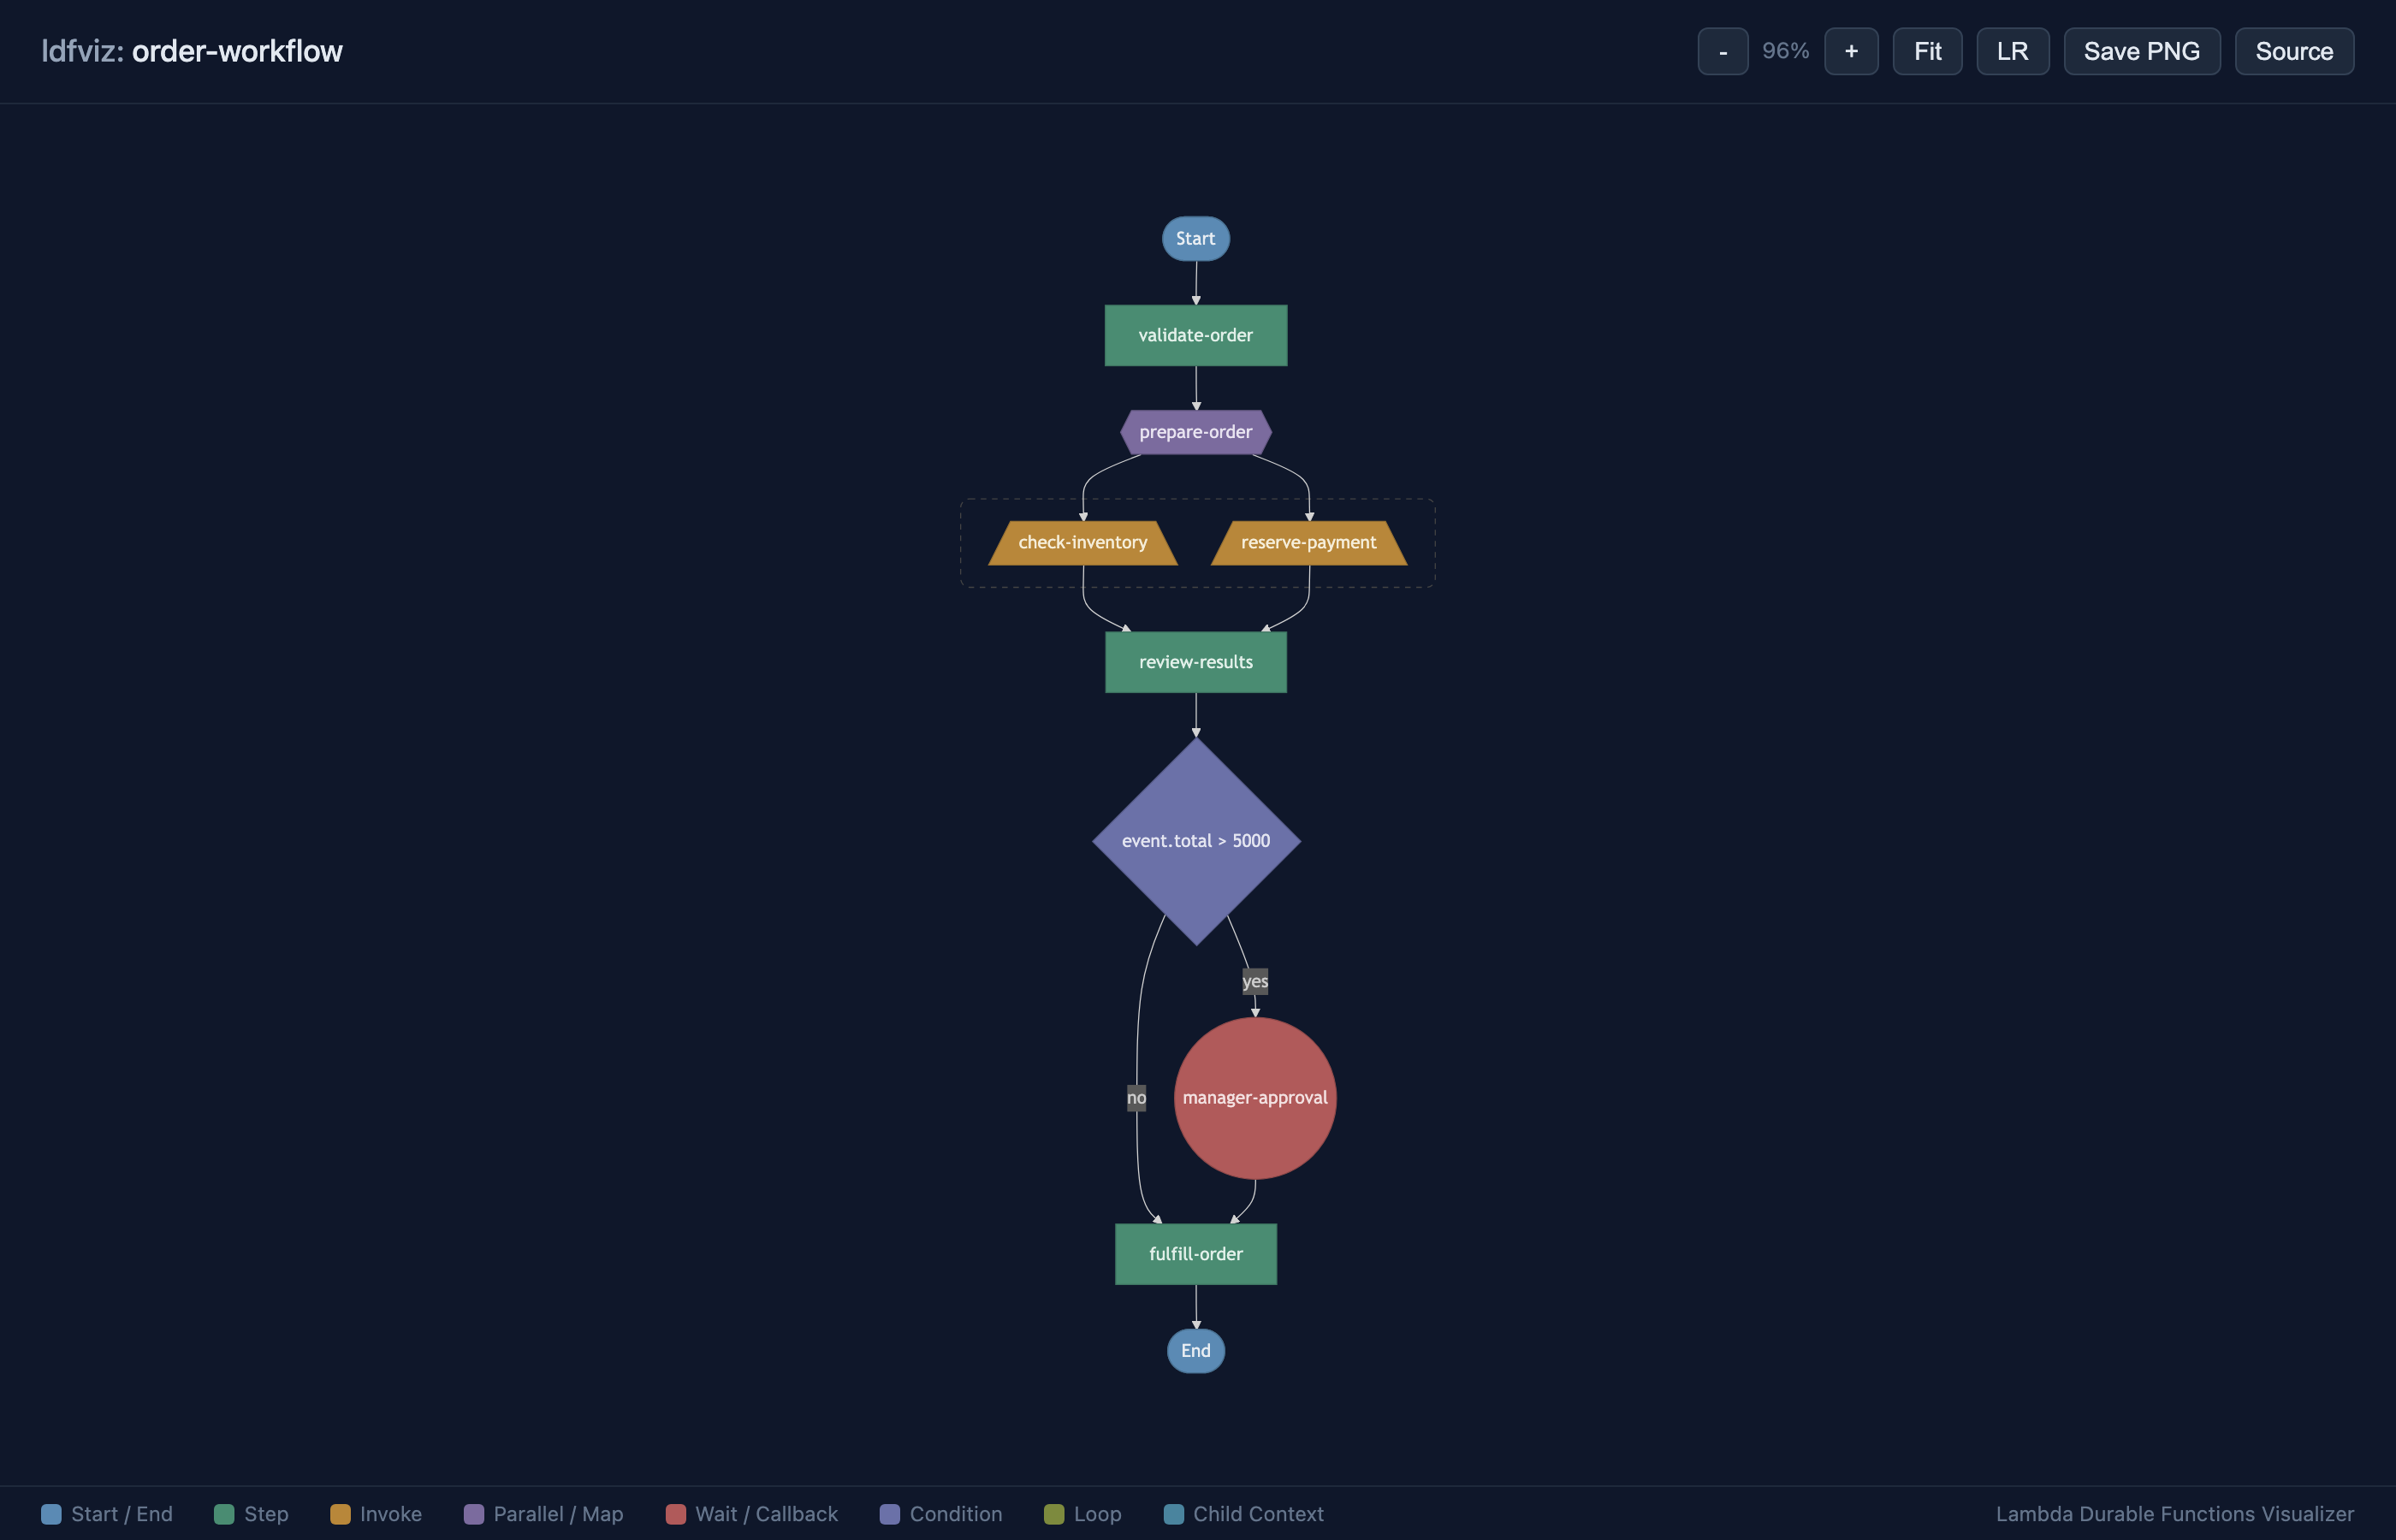 ldfviz: order-workflow
- 96% + Fit LR Save PNG Source
Start
validate-order
prepare-order
check-inventory reserve-payment
review-results
event.total > 5000
yes
no
manager-approval
fulfill-order
End
Start / End Step Invoke Parallel / Map Wait / Callback Condition Loop Child Context
Lambda Durable Functions Visualizer